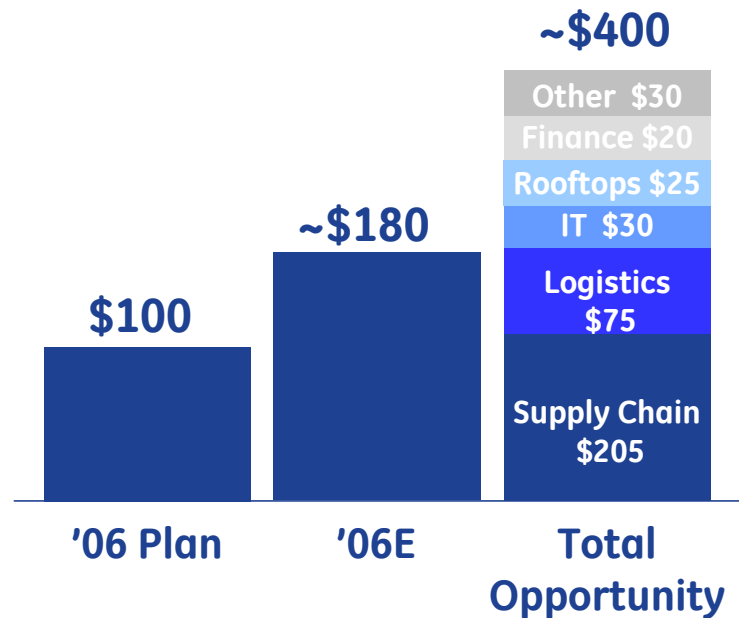 ~$400
Other $30
Finance $20
Rooftops $25
IT $30
Logistics
$75
Supply Chain
$205
~$180
$100
’06 Plan
’06E
Total
Opportunity